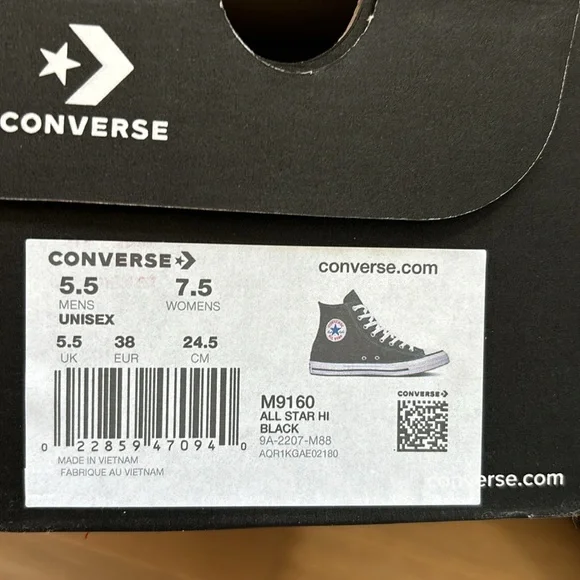 CONVERSE
CONVERSE
converse.com
5.5 7.5
MENS WOMENS
UNISEX
5.5 38 24.5
UK EUR CM
M9160
ALL STAR HI
BLACK
9A-2207-M88
AQR1KGAE02180
CONVERSE
0 22859 47094 0
MADE IN VIETNAM
FABRIQUE AU VIETNAM
converse.com